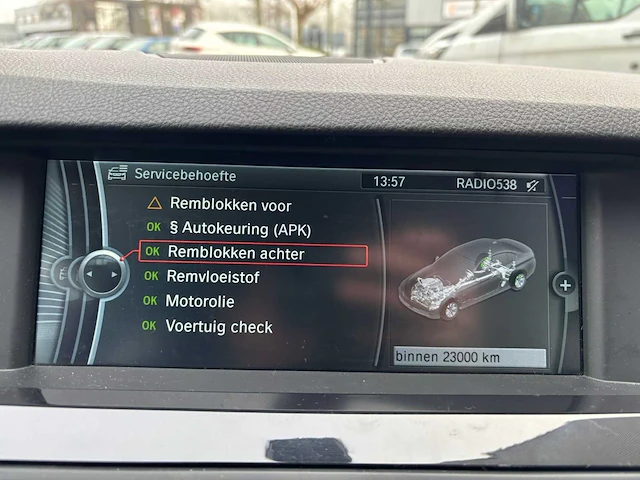 Servicebehoefte
13:57
RADIO538
Remblokken voor
OK § Autokeuring (APK)
OK Remblokken achter
OK Remvloeistof
OK Motorolie
OK Voertuig check
binnen 23000 km